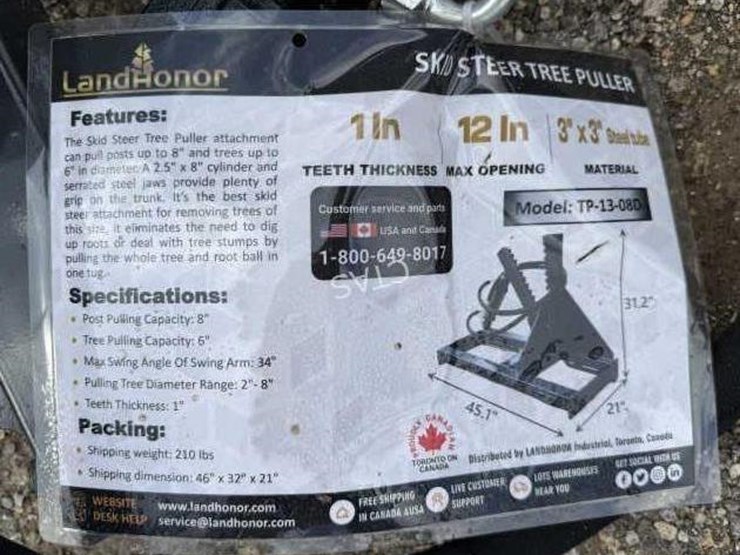 LandHonor
SKID STEER TREE PULLER
Features:
The Skid Steer Tree Puller attachment
can pull posts up to 8" and trees up to
6" in diameter. A 2.5" x 8" cylinder and
serrated steel jaws provide plenty of
grip on the trunk. It's the best skid
steer attachment for removing trees of
this size, it eliminates the need to dig
up roots or deal with tree stumps by
pulling the whole tree and root ball in
one tug.
1 In
TEETH THICKNESS
12 In
MAX OPENING
3" x 3" Steel tube
MATERIAL
Customer service and parts
USA and Canada
1-800-649-8017
Model: TP-13-08D
CTAS
31.2"
45.1"
21"
Specifications:
• Post Pulling Capacity: 8"
• Tree Pulling Capacity: 6"
• Max Swing Angle Of Swing Arm: 34"
• Pulling Tree Diameter Range: 2"- 8"
• Teeth Thickness: 1"
Packing:
• Shipping weight: 210 lbs
• Shipping dimension: 46" x 32" x 21"
PROUDLY CANADIAN
TORONTO ON
CANADA
Distributed by LANDHONOR Industrial, Toronto, Canada
WEBSITE www.landhonor.com
DESK HELP service@landhonor.com
FREE SHIPPING
IN CANADA &USA
LIVE CUSTOMER
SUPPORT
LOTS WAREHOUSES
NEAR YOU
GET SOCIAL WITH US